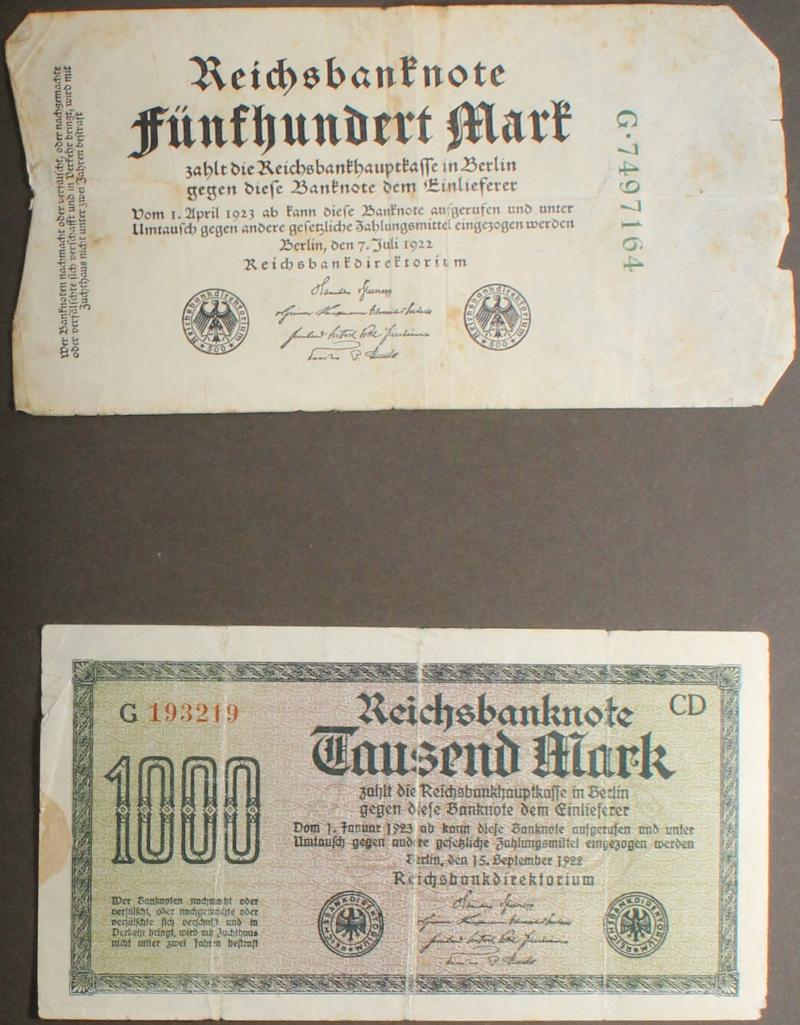 Reichsbanknote
Fünfhundert Mark
zahlt die Reichsbankhauptkasse in Berlin
gegen diese Banknote dem Einlieferer
Vom 1. April 1923 ab kann diese Banknote aufgerufen und unter
Umtausch gegen andere gesetzliche Zahlungsmittel eingezogen werden
Berlin, den 7. Juli 1922
Reichsbankdirektorium
Wer Banknoten nachmacht oder verfälscht, oder nachgemachte
oder verfälschte sich verschafft und in Verkehr bringt, wird mit
Zuchthaus nicht unter zwei Jahren bestraft
G·7497164
Reichsbankdirektorium
500
Reichsbankdirektorium
500
G 193219
CD
Reichsbanknote
Tausend Mark
1000
zahlt die Reichsbankhauptkasse in Berlin
gegen diese Banknote dem Einlieferer
Vom 1. Januar 1923 ab kann diese Banknote aufgerufen und unter
Umtausch gegen andere gesetzliche Zahlungsmittel eingezogen werden
Berlin, den 15. September 1922
Reichsbankdirektorium
Wer Banknoten nachmacht oder
verfälscht, oder nachgemachte oder
verfälschte sich verschafft und in
Verkehr bringt, wird mit Zuchthaus
nicht unter zwei Jahren bestraft
REICHSBANKDIREKTORIUM
REICHSBANKDIREKTORIUM